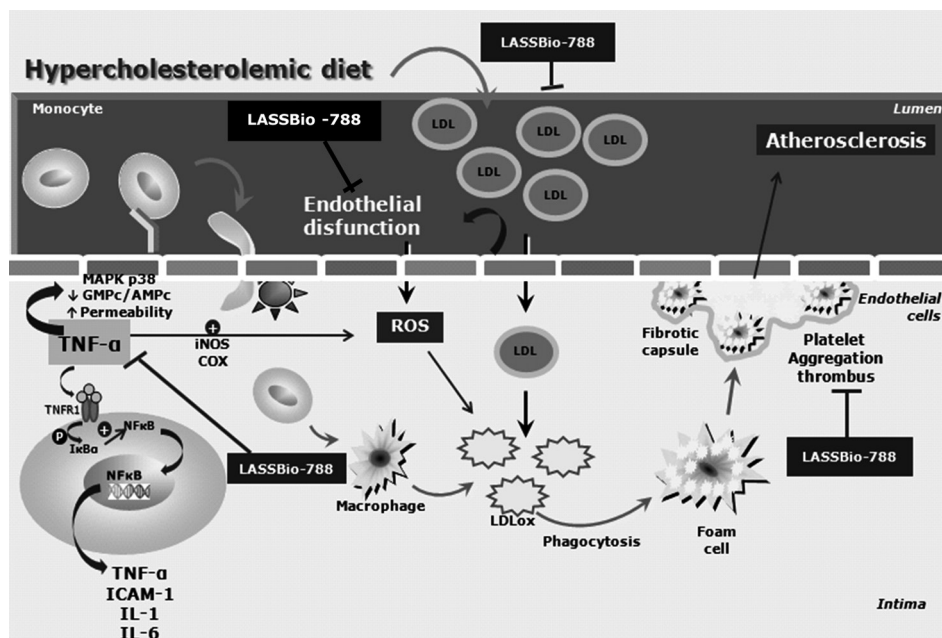 LASSBio-788
Hypercholesterolemic diet
Monocyte
LASSBio -788
LDL
LDL
LDL
LDL
LDL
Lumen
Atherosclerosis
Endothelial
disfunction
MAPK p38
↓ GMPc/AMPc
↑ Permeability
TNF-α
+
iNOS
COX
ROS
LDL
Fibrotic
capsule
Endothelial
cells
Platelet
Aggregation
thrombus
TNFR1
P
IκBα
+
NFκB
NFκB
LASSBio-788
Macrophage
LDLox
Phagocytosis
Foam
cell
LASSBio-788
TNF-α
ICAM-1
IL-1
IL-6
Intima